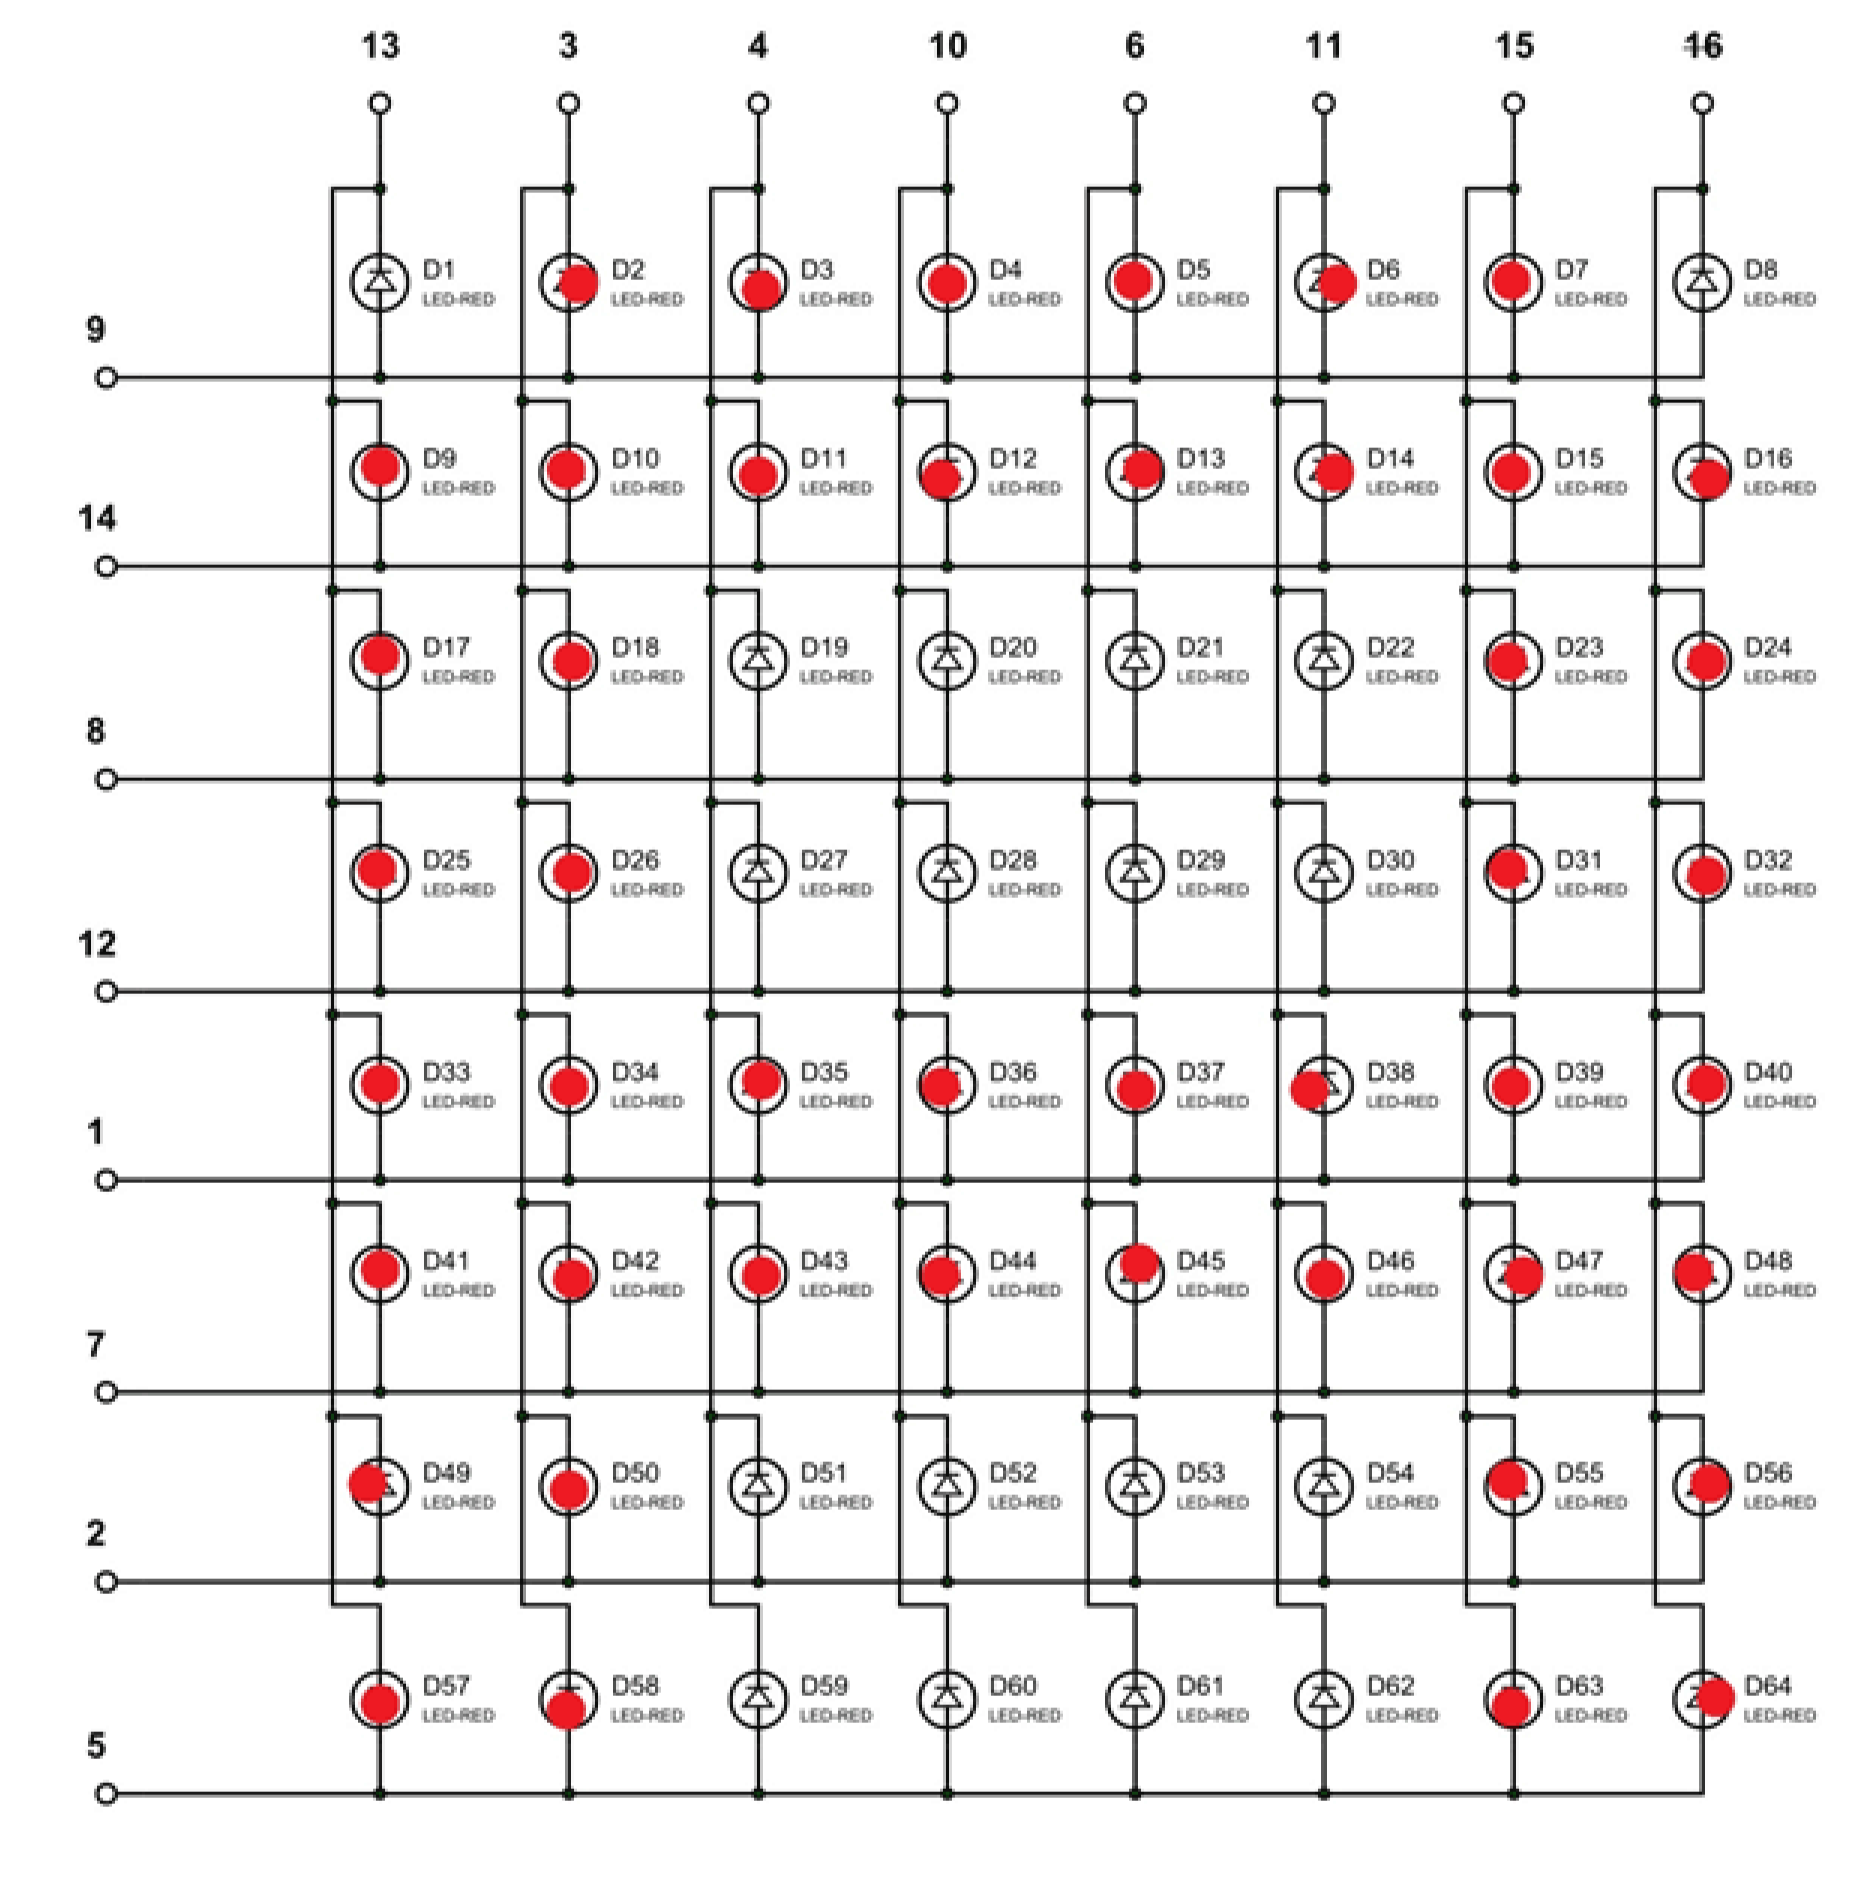 13 3 4 10 6 11 15 16
D1 D2 D3 D4 D5 D6 D7 D8
LED-RED LED-RED LED-RED LED-RED LED-RED LED-RED LED-RED LED-RED
9
D9 D10 D11 D12 D13 D14 D15 D16
LED-RED LED-RED LED-RED LED-RED LED-RED LED-RED LED-RED LED-RED
14
D17 D18 D19 D20 D21 D22 D23 D24
LED-RED LED-RED LED-RED LED-RED LED-RED LED-RED LED-RED LED-RED
8
D25 D26 D27 D28 D29 D30 D31 D32
LED-RED LED-RED LED-RED LED-RED LED-RED LED-RED LED-RED LED-RED
12
D33 D34 D35 D36 D37 D38 D39 D40
LED-RED LED-RED LED-RED LED-RED LED-RED LED-RED LED-RED LED-RED
1
D41 D42 D43 D44 D45 D46 D47 D48
LED-RED LED-RED LED-RED LED-RED LED-RED LED-RED LED-RED LED-RED
7
D49 D50 D51 D52 D53 D54 D55 D56
LED-RED LED-RED LED-RED LED-RED LED-RED LED-RED LED-RED LED-RED
2
D57 D58 D59 D60 D61 D62 D63 D64
LED-RED LED-RED LED-RED LED-RED LED-RED LED-RED LED-RED LED-RED
5